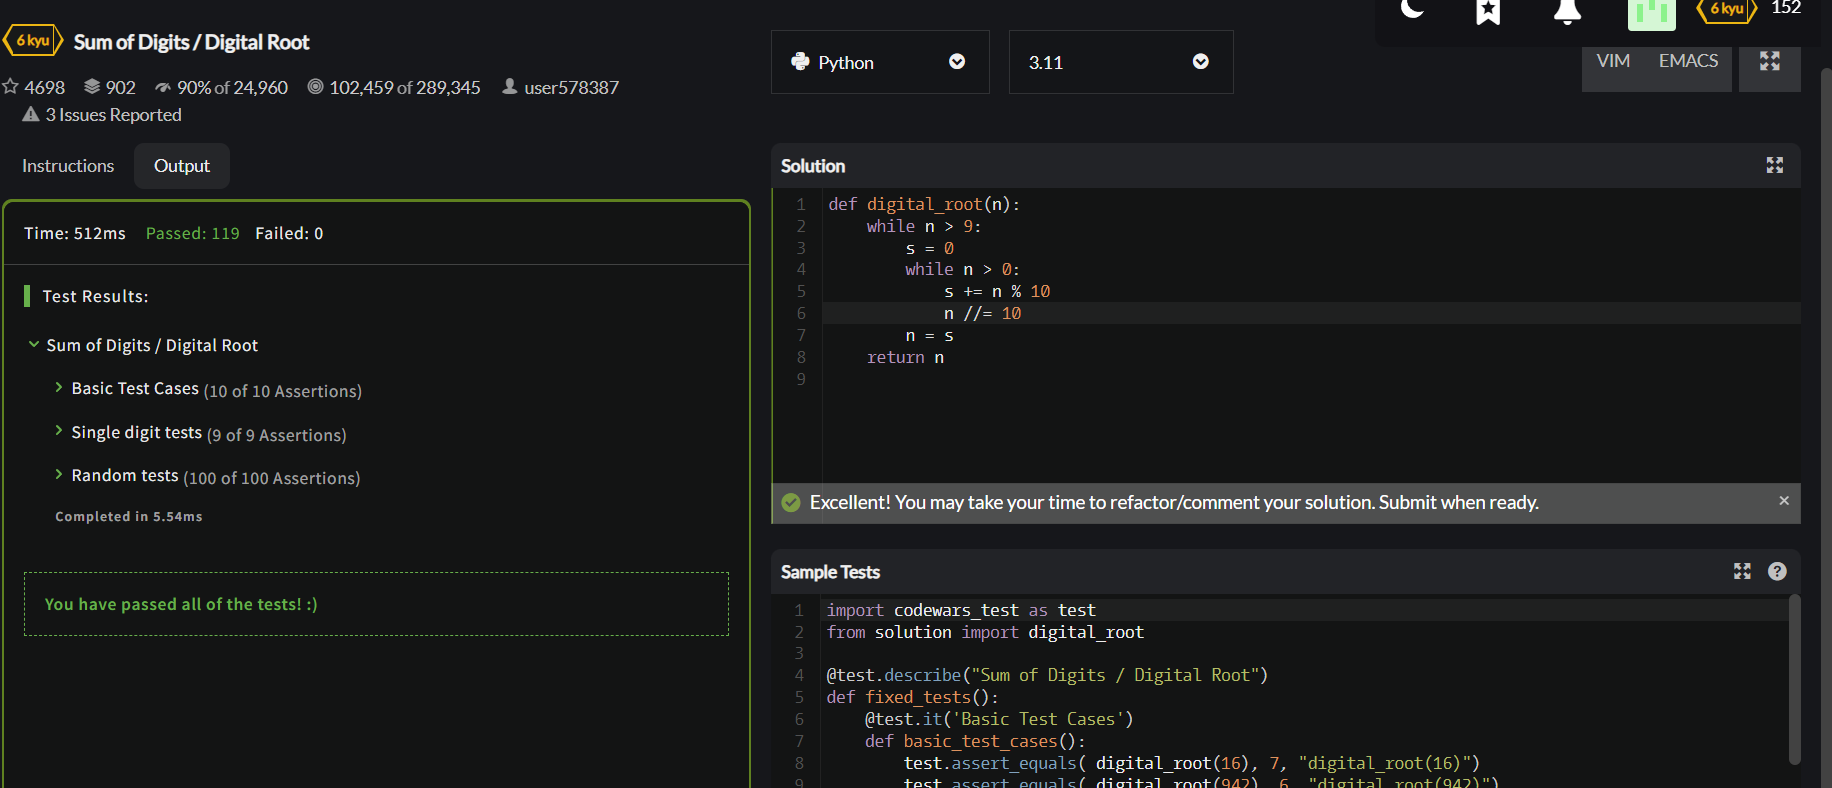 6 kyu Sum of Digits / Digital Root
4698 902 90% of 24,960 102,459 of 289,345 user578387
3 Issues Reported
Instructions Output
Time: 512ms Passed: 119 Failed: 0
Test Results:
Sum of Digits / Digital Root
Basic Test Cases (10 of 10 Assertions)
Single digit tests (9 of 9 Assertions)
Random tests (100 of 100 Assertions)
Completed in 5.54ms
You have passed all of the tests! :)
6 kyu 152
Python 3.11 VIM EMACS
Solution
1 def digital_root(n):
2     while n > 9:
3         s = 0
4         while n > 0:
5             s += n % 10
6             n //= 10
7         n = s
8     return n
9
Excellent! You may take your time to refactor/comment your solution. Submit when ready. ×
Sample Tests ?
1 import codewars_test as test
2 from solution import digital_root
3
4 @test.describe("Sum of Digits / Digital Root")
5 def fixed_tests():
6     @test.it('Basic Test Cases')
7     def basic_test_cases():
8         test.assert_equals( digital_root(16), 7, "digital_root(16)")
9         test.assert_equals( digital_root(942), 6, "digital_root(942)")